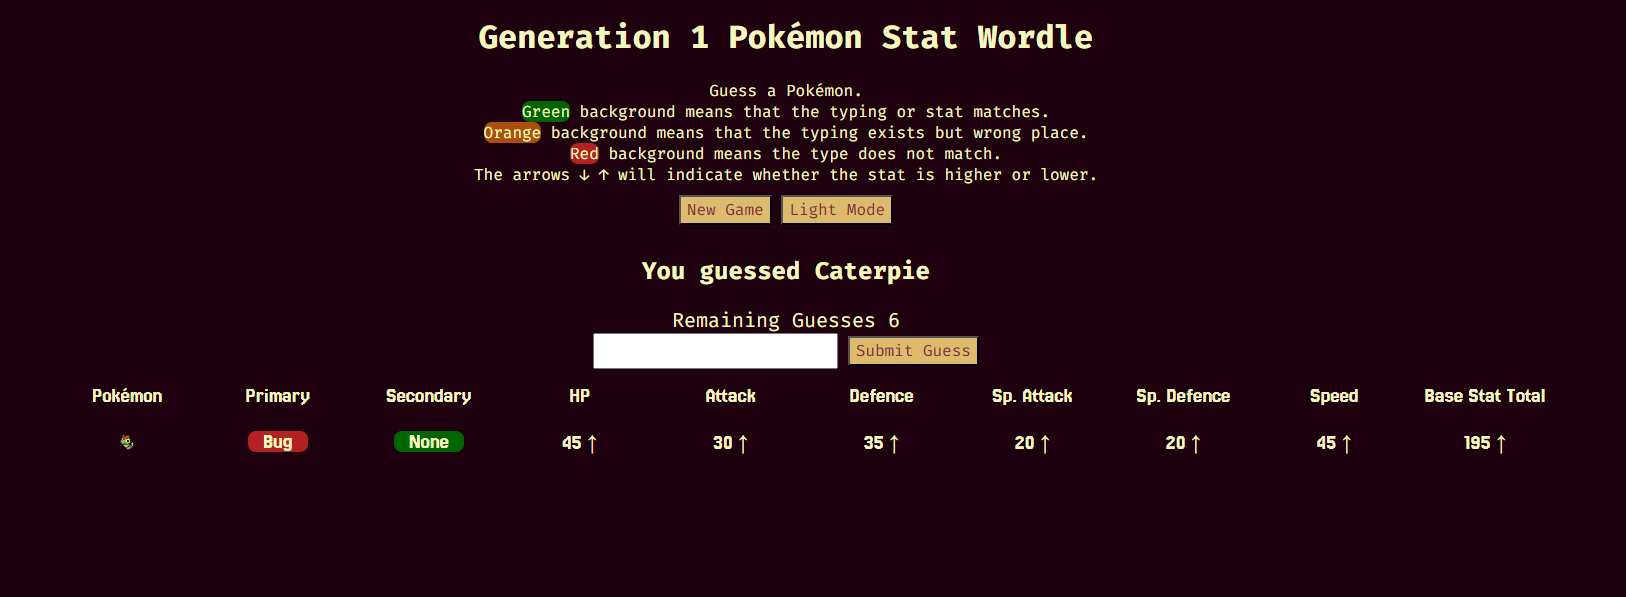 Generation 1 Pokémon Stat Wordle
Guess a Pokémon.
Green background means that the typing or stat matches.
Orange background means that the typing exists but wrong place.
Red background means the type does not match.
The arrows ↓ ↑ will indicate whether the stat is higher or lower.
New Game Light Mode
You guessed Caterpie
Remaining Guesses 6
Submit Guess
Pokémon Primary Secondary HP Attack Defence Sp. Attack Sp. Defence Speed Base Stat Total
Bug None 45 ↑ 30 ↑ 35 ↑ 20 ↑ 20 ↑ 45 ↑ 195 ↑